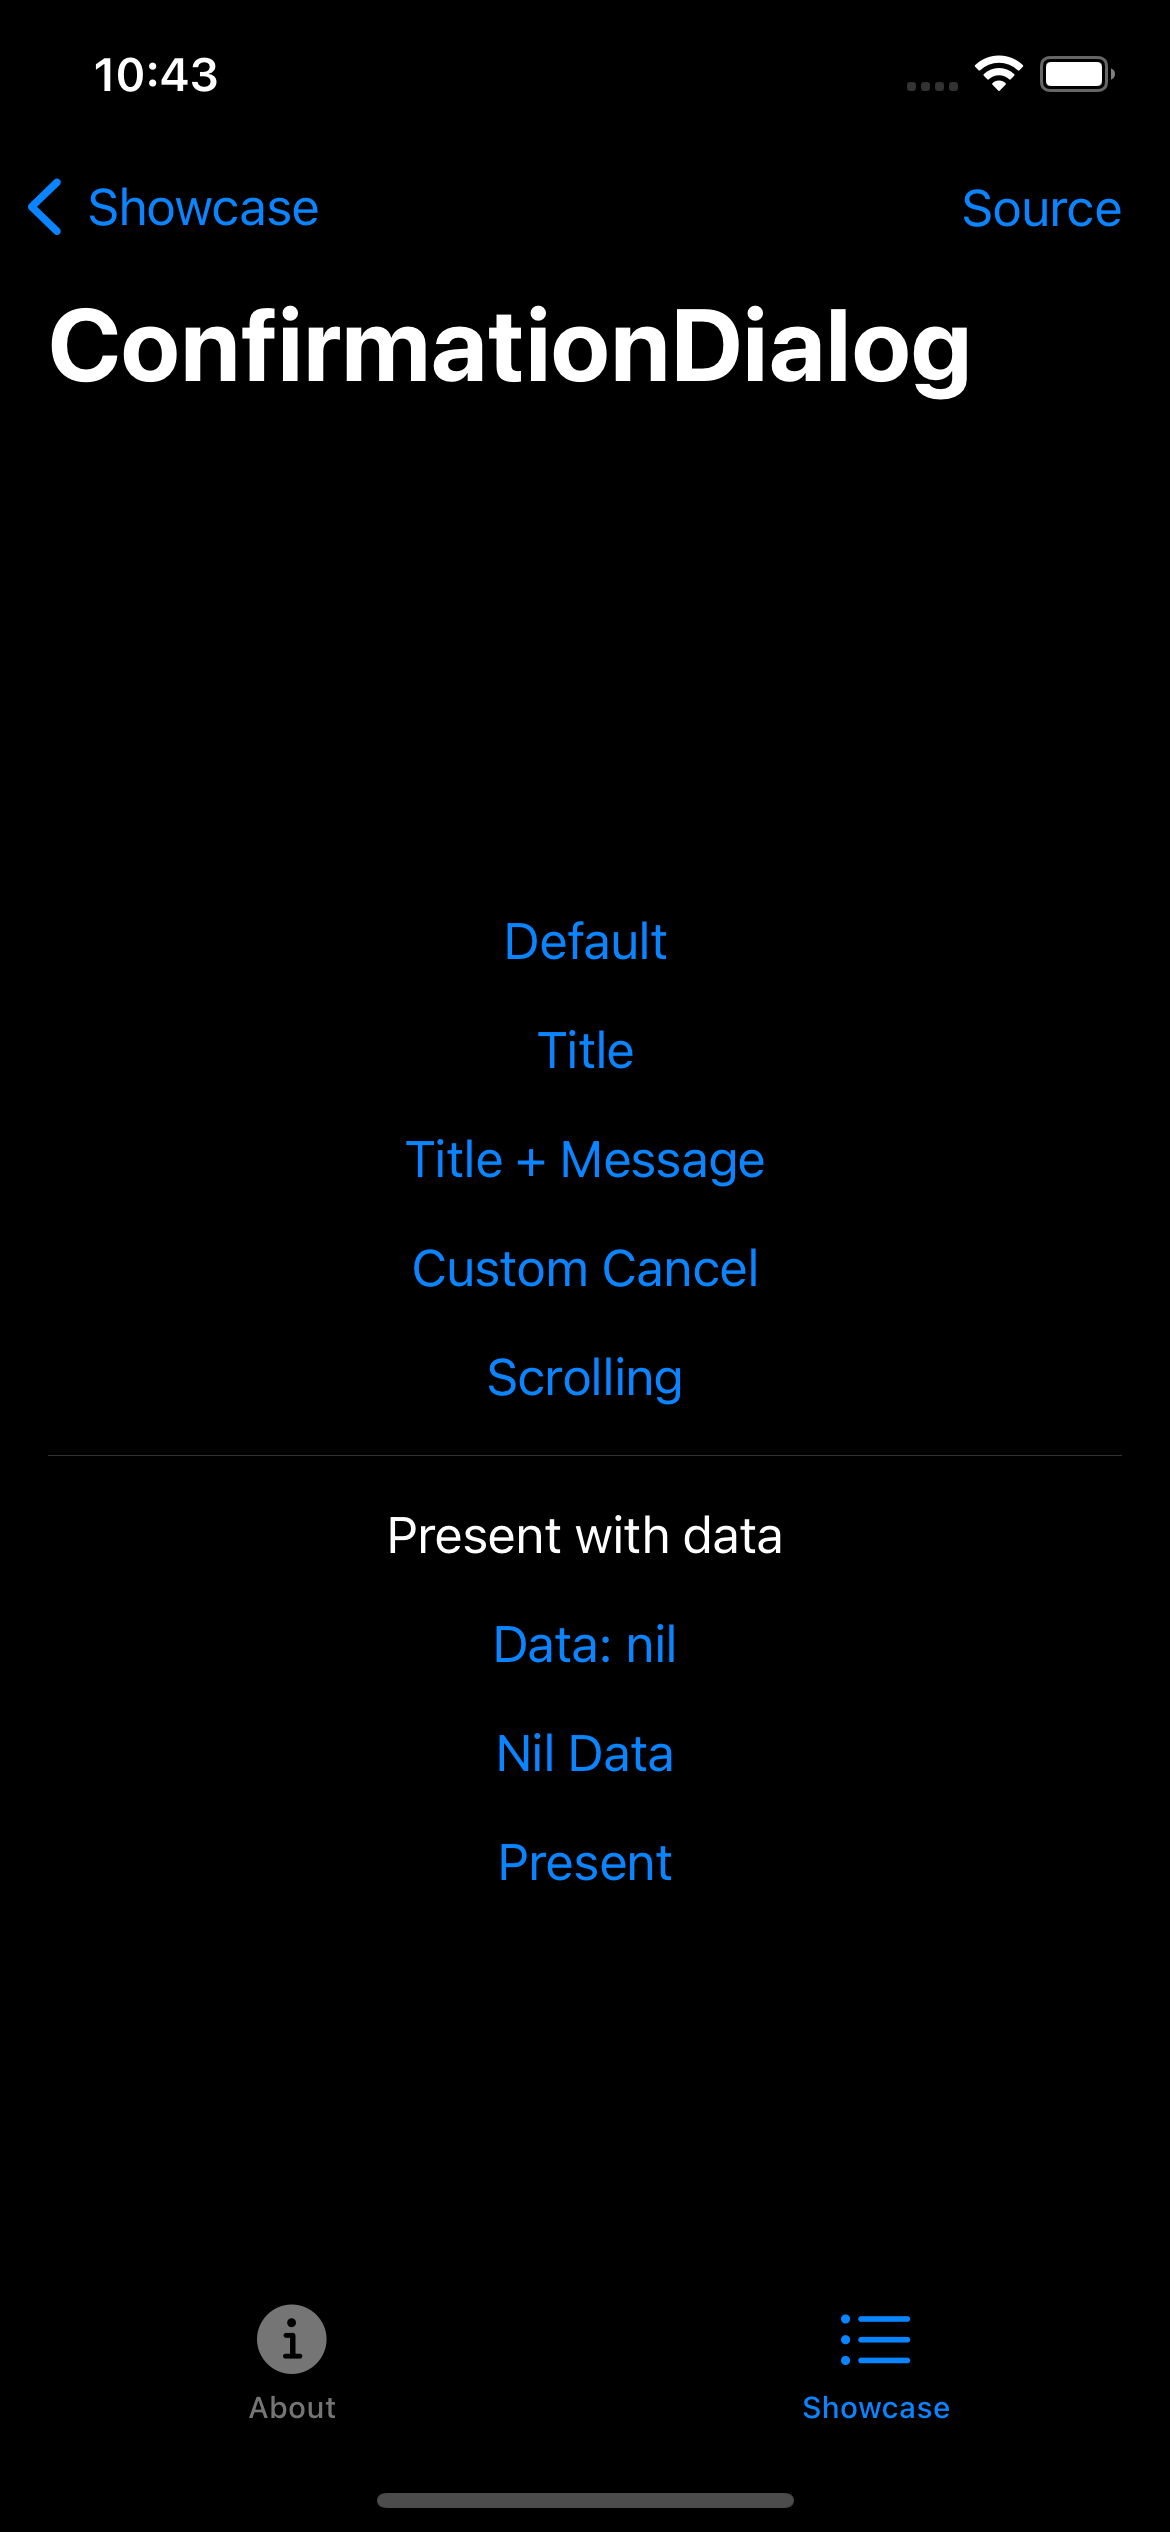 10:43
Showcase
Source
ConfirmationDialog
Default
Title
Title + Message
Custom Cancel
Scrolling
Present with data
Data: nil
Nil Data
Present
About
Showcase